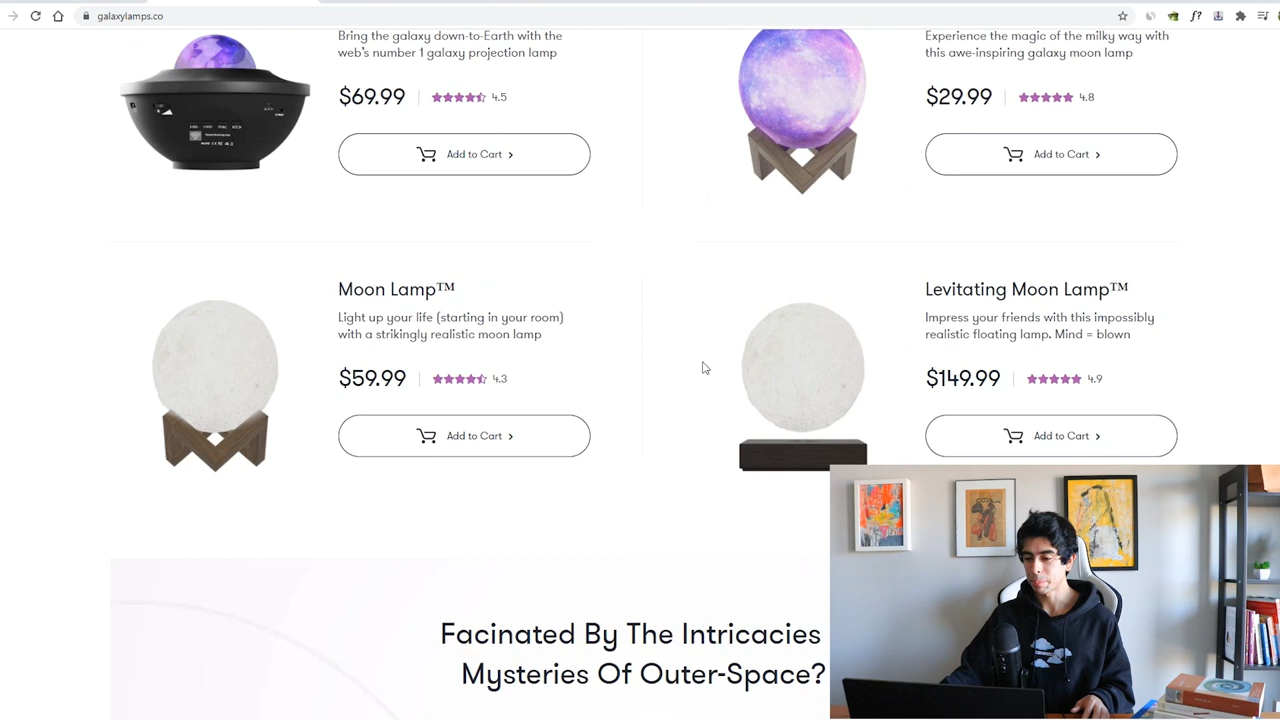 galaxylamps.co
f?
Bring the galaxy down-to-Earth with the
web's number 1 galaxy projection lamp
$69.99
4.5
Add to Cart ›
Experience the magic of the milky way with
this awe-inspiring galaxy moon lamp
$29.99
4.8
Add to Cart ›
Moon Lamp™
Light up your life (starting in your room)
with a strikingly realistic moon lamp
$59.99
4.3
Add to Cart ›
Levitating Moon Lamp™
Impress your friends with this impossibly
realistic floating lamp. Mind = blown
$149.99
4.9
Add to Cart ›
Facinated By The Intricacies
Mysteries Of Outer-Space?